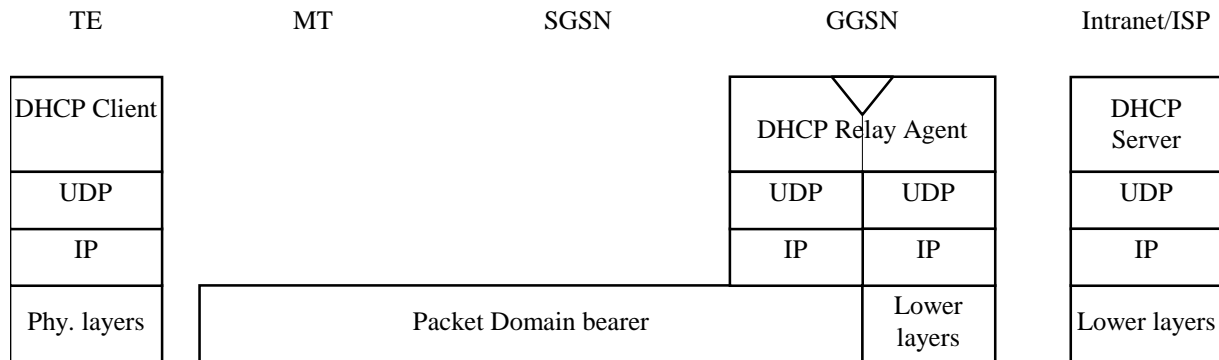 TE MT SGSN GGSN Intranet/ISP
DHCP Client DHCP Relay Agent DHCP
Server
UDP UDP UDP UDP
IP IP IP IP
Phy. layers Packet Domain bearer Lower
layers Lower layers